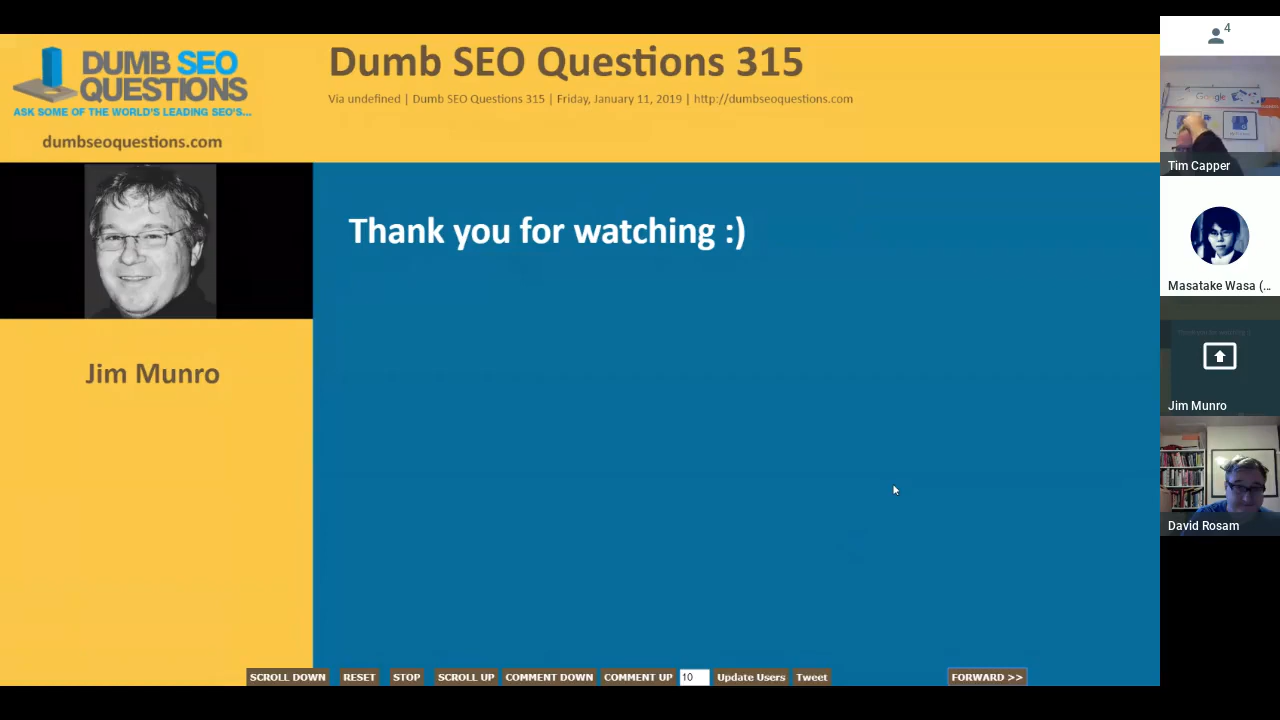 DUMB SEO
QUESTIONS
ASK SOME OF THE WORLD'S LEADING SEO'S...
dumbseoquestions.com
Dumb SEO Questions 315
Via undefined | Dumb SEO Questions 315 | Friday, January 11, 2019 | http://dumbseoquestions.com
Jim Munro
Thank you for watching :)
SCROLL DOWN RESET STOP SCROLL UP COMMENT DOWN COMMENT UP 10 Update Users Tweet FORWARD >>
4
Google
Tim Capper
Masatake Wasa (...
Jim Munro
David Rosam